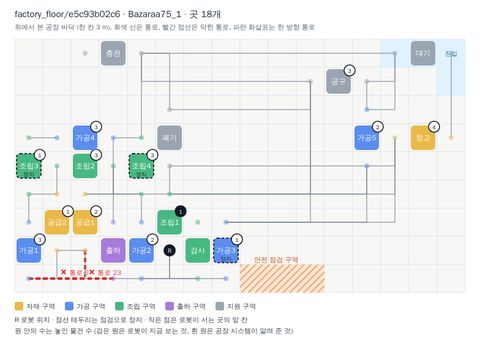 factory_floor/e5c93b02c6 · Bazaraa75_1 · 곳 18개
위에서 본 공장 바닥 (한 칸 3 m). 회색 선은 통로, 빨간 점선은 막힌 통로, 파란 화살표는 한 방향 통로
충전
대기
진입
공구
3
3
가공4
폐기
2
가공5
4
창고
1
조립3
정지
3
조립2
4
조립4
정지
1
공급2
2
공급1
1
조립1
3
가공1
출하
2
가공2
R
검사
1
가공3
정지
안전 점검 구역
✕ 통로
✕ 통로 23
자재 구역
가공 구역
조립 구역
출하 구역
지원 구역
R 로봇 위치 · 점선 테두리는 점검으로 정지 · 작은 점은 로봇이 서는 곳의 앞 칸
원 안의 수는 놓인 물건 수 (검은 원은 로봇이 지금 보는 것, 흰 원은 공장 시스템이 알려 준 것)